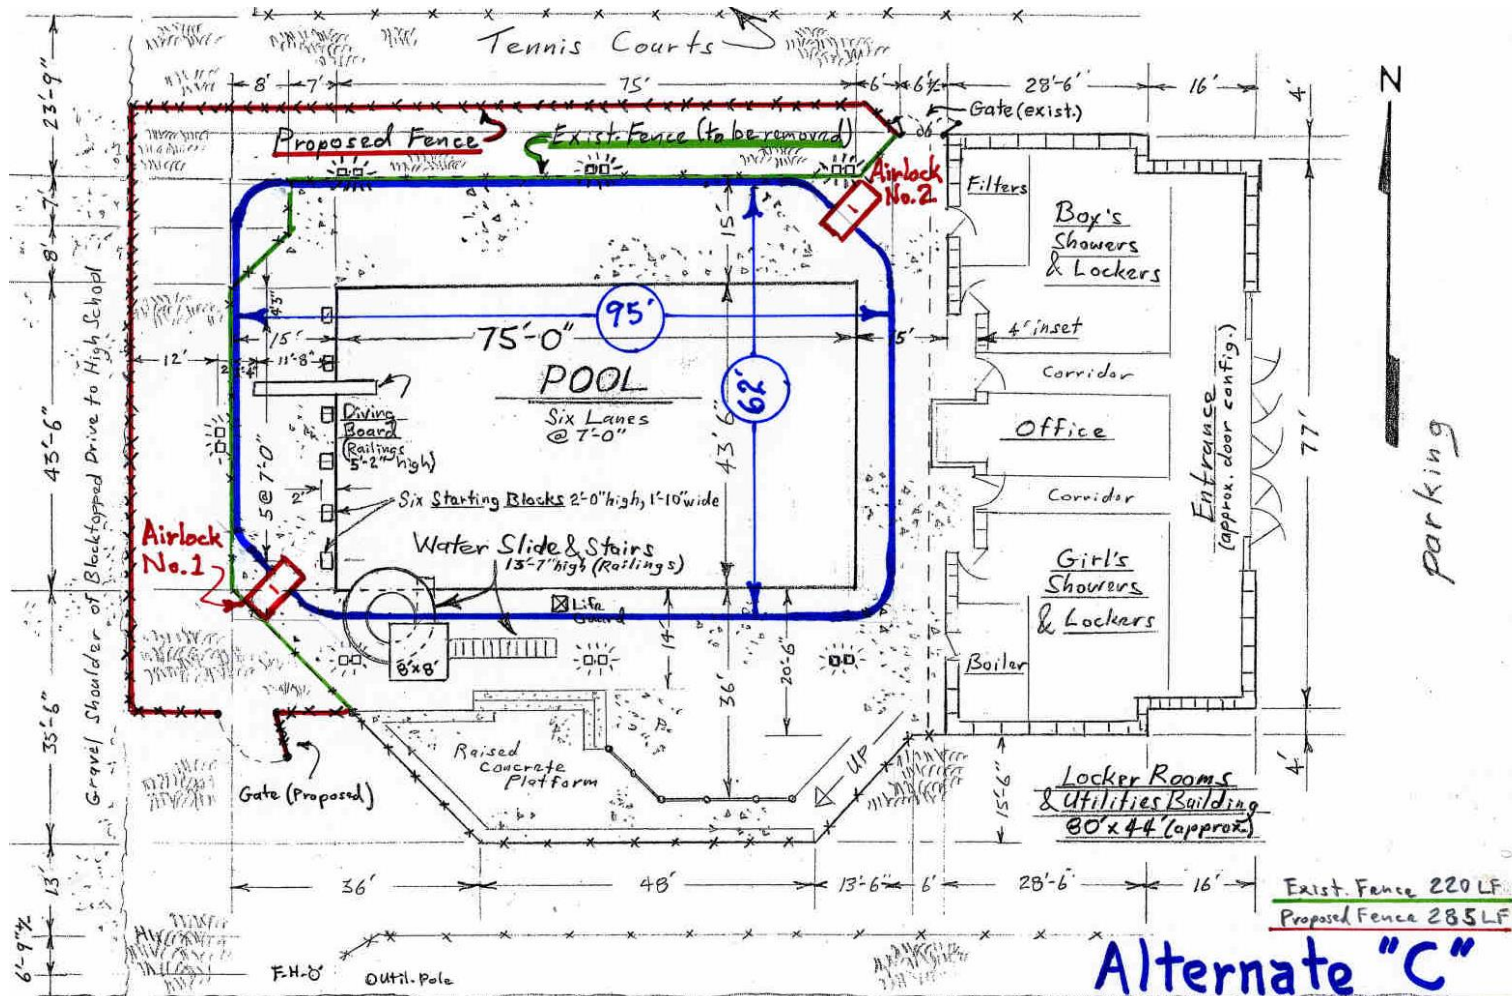 Tennis Courts
23'-9"
8'
7'
75'
6'
6½'
28'-6"
16'
4'
N
Gate (exist.)
Proposed Fence
Exist. Fence (to be removed)
Airlock
No. 2
Filters
Boy's
Showers
& Lockers
7'
8'
15'
4'3"
95'
15'
75'-0"
15'
4' inset
12'
2'
4"
11'-8"
POOL
Six Lanes
@ 7'-0"
62'
43'6"
Corridor
Office
Corridor
Entrance
(approx. door config.)
77'
Parking
43'-6"
Gravel Shoulder of Blacktopped Drive to High School
Diving
Board
(Railings
5'-2" high)
5@7'-0"
2"
Six Starting Blocks 2'-0" high, 1'-10" wide
Airlock
No. 1
Water Slide & Stairs
13'-7" high (Railings)
Girl's
Showers
& Lockers
Life
Guard
8'x8'
14'
36'
20'-6"
Boiler
35'-6"
Raised
Concrete
Platform
UP
Gate (Proposed)
15'-6"
4'
Locker Rooms
& Utilities Building
80' x 44' (approx.)
13'
36'
48'
13'-6"
6'
28'-6"
16'
Exist. Fence 220 LF
Proposed Fence 285 LF
6'-9½"
F.H.
Util. Pole
Alternate "C"